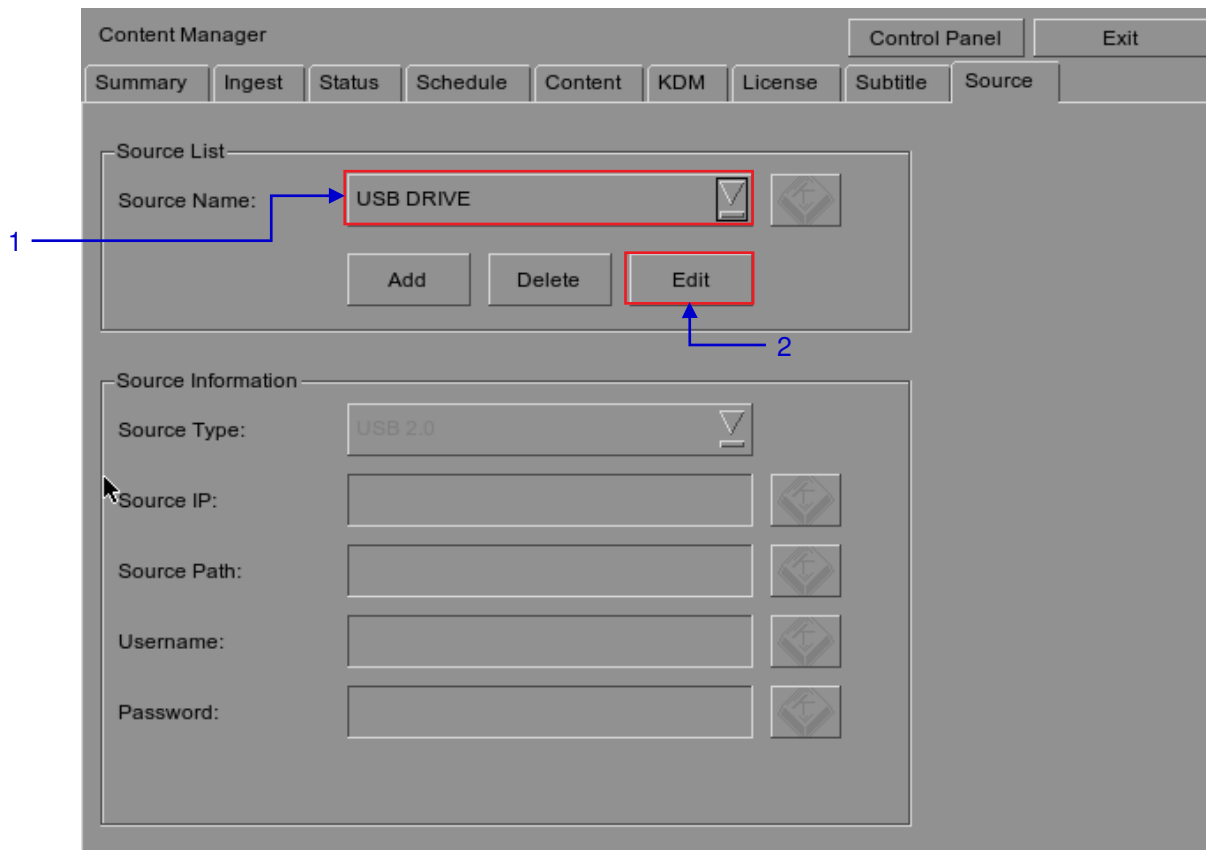 Content Manager
Control Panel
Exit
Summary Ingest Status Schedule Content KDM License Subtitle Source
Source List
Source Name: USB DRIVE
1
Add Delete Edit
2
Source Information
Source Type: USB 2.0
Source IP:
Source Path:
Username:
Password: